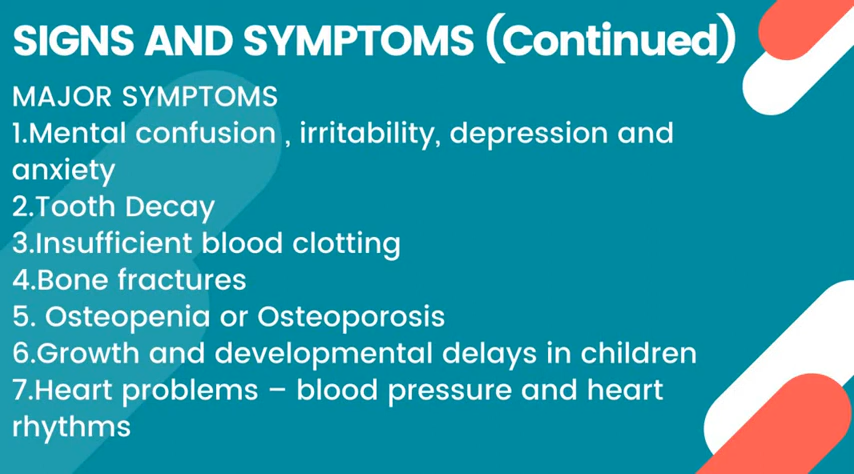 SIGNS AND SYMPTOMS (Continued)
MAJOR SYMPTOMS
1.Mental confusion , irritability, depression and
anxiety
2.Tooth Decay
3.Insufficient blood clotting
4.Bone fractures
5. Osteopenia or Osteoporosis
6.Growth and developmental delays in children
7.Heart problems – blood pressure and heart
rhythms